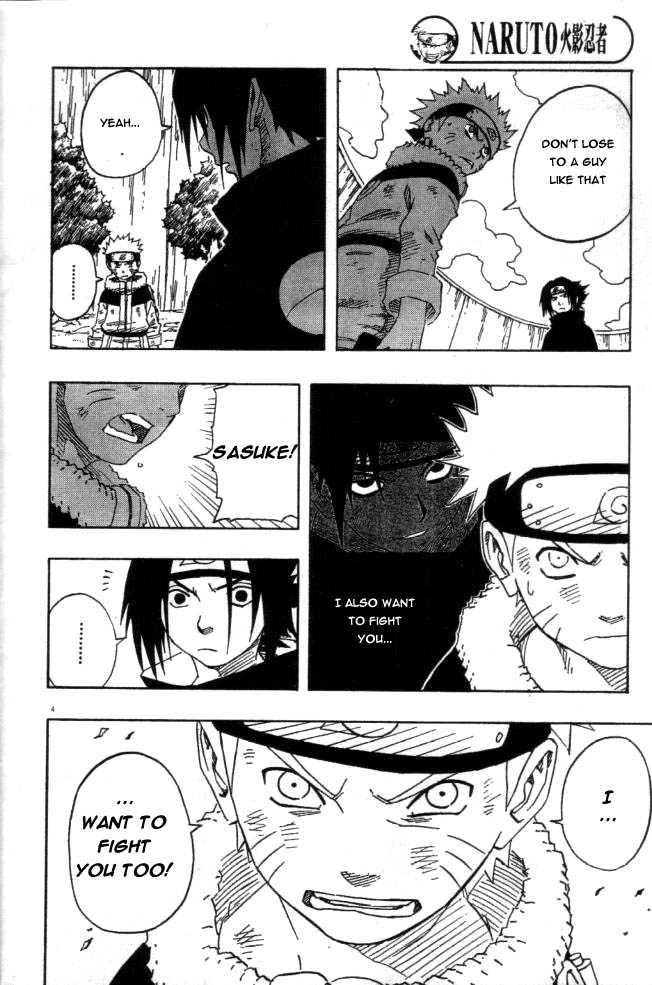 NARUTO火影忍者
DON'T LOSE
TO A GUY
LIKE THAT
YEAH...
.........
I ALSO WANT
TO FIGHT
YOU...
SASUKE!
.........
4
I
...
...
WANT TO
FIGHT
YOU TOO!